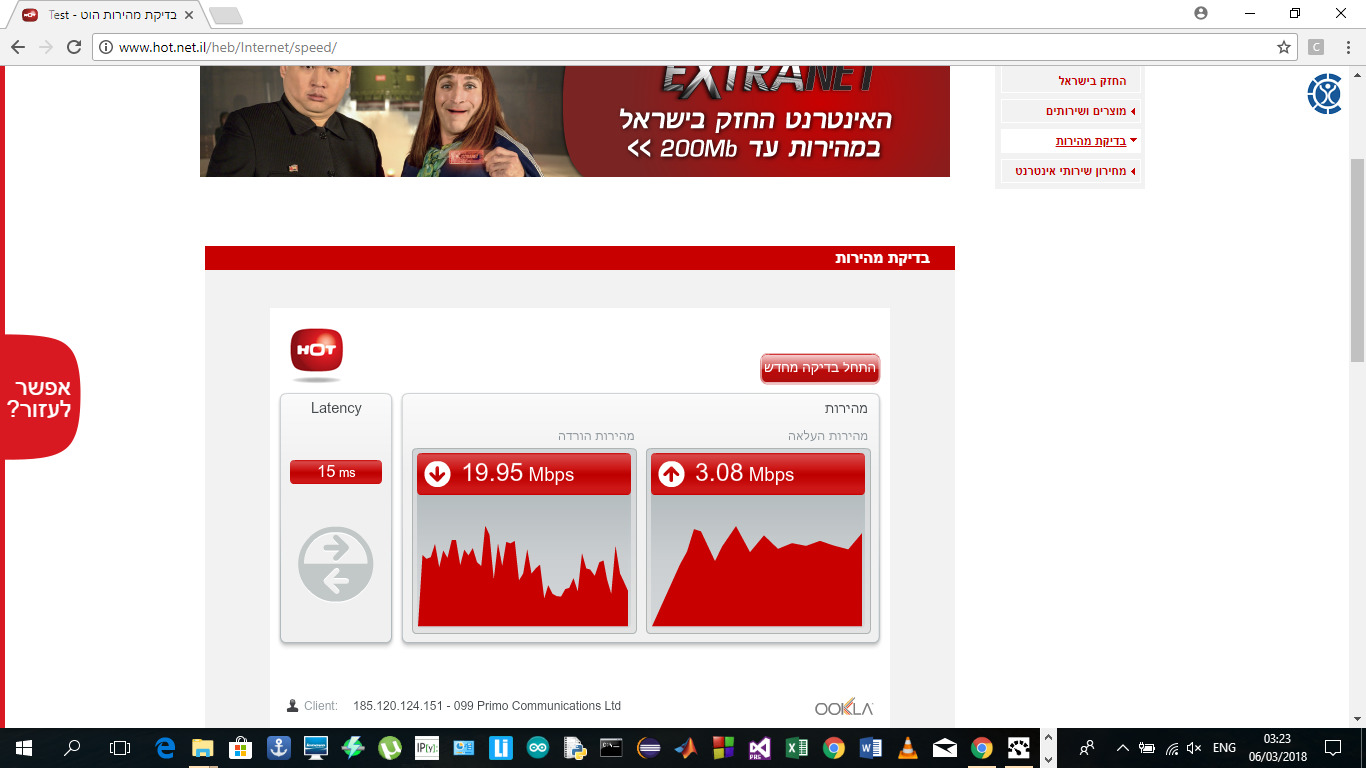 Test - בדיקת מהירות הוט
www.hot.net.il/heb/Internet/speed/
C
EXTRANET
האינטרנט החזק בישראל
במהירות עד 200Mb >>
החזק בישראל
מוצרים ושירותים
בדיקת מהירות
מחירון שירותי אינטרנט
בדיקת מהירות
HOT
התחל בדיקה מחדש
אפשר
לעזור?
Latency
15 ms
מהירות
מהירות הורדה
מהירות העלאה
19.95 Mbps
3.08 Mbps
Client: 185.120.124.151 - 099 Primo Communications Ltd
OOKLA
IP(y):
ENG
03:23
06/03/2018